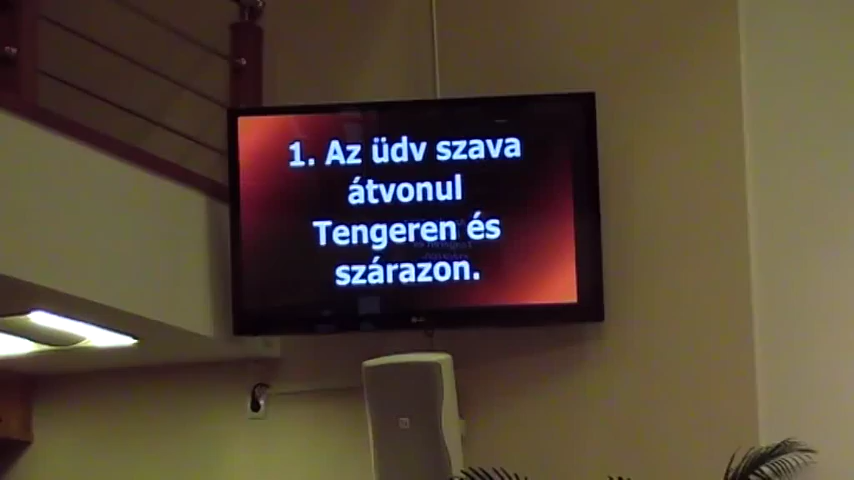 1. Az üdv szava
átvonul
Tengeren és
szárazon.